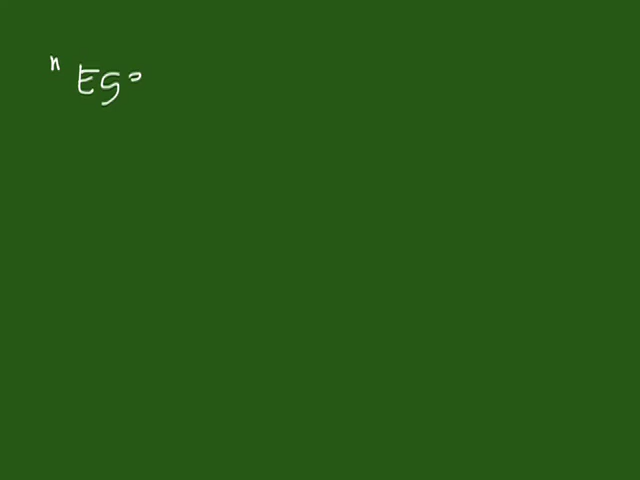 n ES =